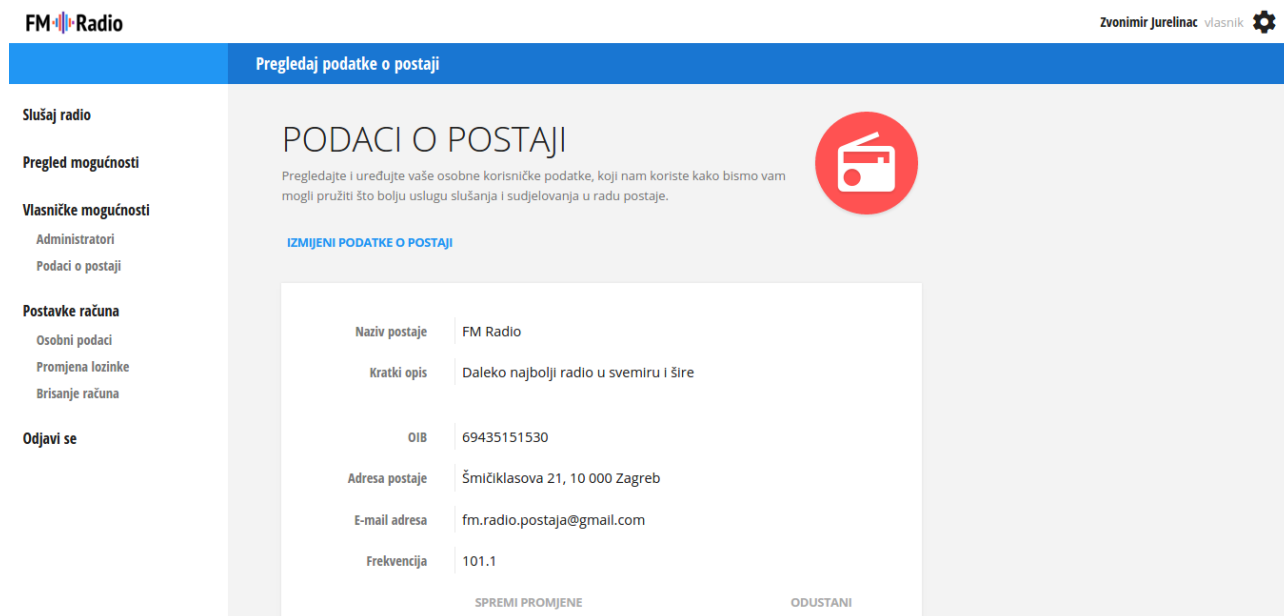 FM Radio
Zvonimir Jurelinac vlasnik
Pregledaj podatke o postaji
Slušaj radio
Pregled mogućnosti
Vlasničke mogućnosti
Administratori
Podaci o postaji
Postavke računa
Osobni podaci
Promjena lozinke
Brisanje računa
Odjavi se
PODACI O POSTAJI
Pregledajte i uređujte vaše osobne korisničke podatke, koji nam koriste kako bismo vam
mogli pružiti što bolju uslugu slušanja i sudjelovanja u radu postaje.
IZMIJENI PODATKE O POSTAJI
Naziv postaje FM Radio
Kratki opis Daleko najbolji radio u svemiru i šire
OIB 69435151530
Adresa postaje Šmičiklasova 21, 10 000 Zagreb
E-mail adresa fm.radio.postaja@gmail.com
Frekvencija 101.1
SPREMI PROMJENE ODUSTANI